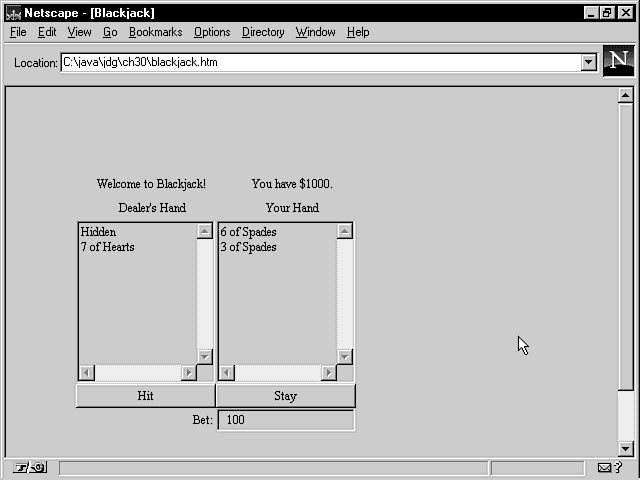 Netscape - [Blackjack]
File Edit View Go Bookmarks Options Directory Window Help
Location: C:\java\jdg\ch30\blackjack.htm
N
Welcome to Blackjack! You have $1000.
Dealer's Hand Your Hand
Hidden 6 of Spades
7 of Hearts 3 of Spades
Hit Stay
Bet: 100
?